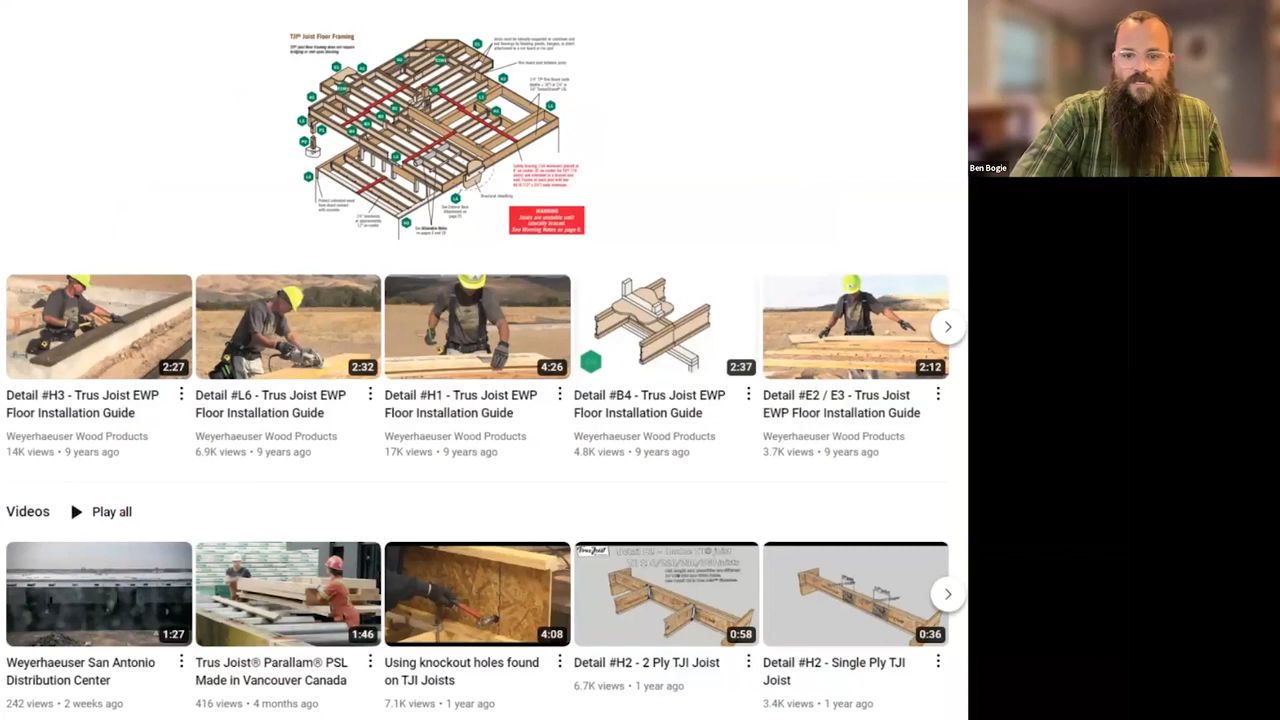 TJI® Joist Floor Framing
WARNING
Joists are unstable until
laterally braced.
See Warning Notes on page 6.
Structural sheathing
Ben Bogie
2:27
2:32
4:26
2:37
2:12
Detail #H3 - Trus Joist EWP
Floor Installation Guide
Weyerhaeuser Wood Products
14K views • 9 years ago
Detail #L6 - Trus Joist EWP
Floor Installation Guide
Weyerhaeuser Wood Products
6.9K views • 9 years ago
Detail #H1 - Trus Joist EWP
Floor Installation Guide
Weyerhaeuser Wood Products
17K views • 9 years ago
Detail #B4 - Trus Joist EWP
Floor Installation Guide
Weyerhaeuser Wood Products
4.8K views • 9 years ago
Detail #E2 / E3 - Trus Joist
EWP Floor Installation Guide
Weyerhaeuser Wood Products
3.7K views • 9 years ago
Videos
Play all
1:27
1:46
4:08
0:58
0:36
Weyerhaeuser San Antonio
Distribution Center
242 views • 2 weeks ago
Trus Joist® Parallam® PSL
Made in Vancouver Canada
416 views • 4 months ago
Using knockout holes found
on TJI Joists
7.1K views • 1 year ago
Detail #H2 - 2 Ply TJI Joist
6.7K views • 1 year ago
Detail #H2 - Single Ply TJI
Joist
3.4K views • 1 year ago